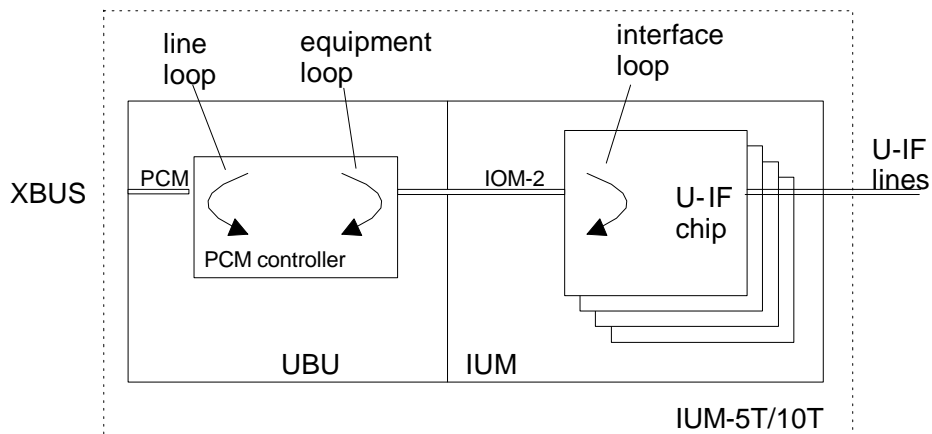 line
loop
equipment
loop
interface
loop
XBUS
PCM
PCM controller
IOM-2
U-IF
chip
U-IF
lines
UBU
IUM
IUM-5T/10T